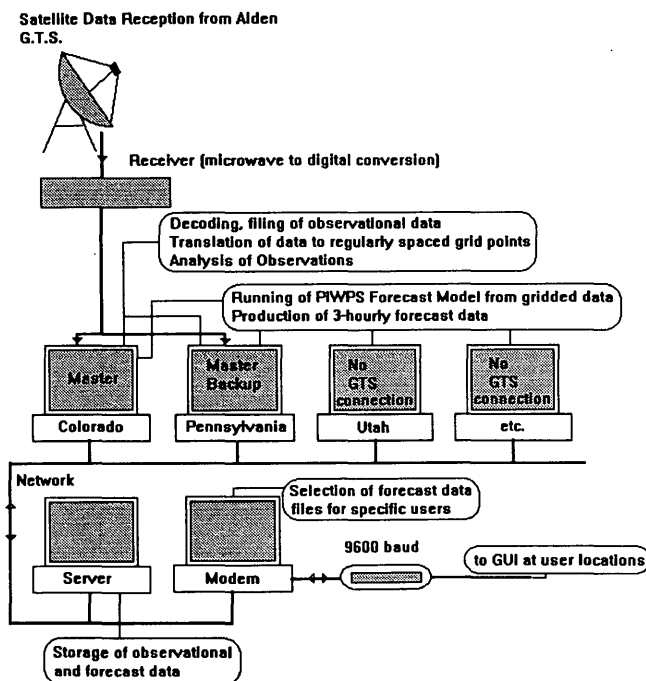 Satellite Data Reception from Alden
G.T.S.
Receiver (microwave to digital conversion)
Decoding, filing of observational data
Translation of data to regularly spaced grid points
Analysis of Observations
Running of PIWPS Forecast Model from gridded data
Production of 3-hourly forecast data
Master
Colorado
Master
Backup
Pennsylvania
No
GTS
connection
Utah
No
GTS
connection
etc.
Network
Server
Storage of observational
and forecast data
Modem
Selection of forecast data
files for specific users
9600 baud
to GUI at user locations